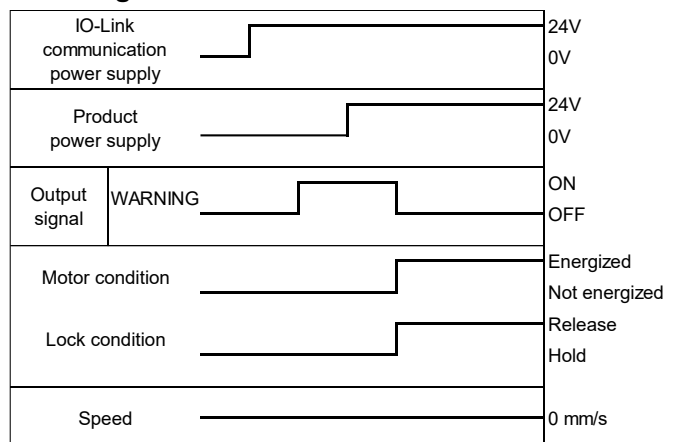 IO-Link
communication
power supply
24V
0V
Product
power supply
24V
0V
Output
signal
WARNING
ON
OFF
Motor condition
Energized
Not energized
Lock condition
Release
Hold
Speed
0 mm/s